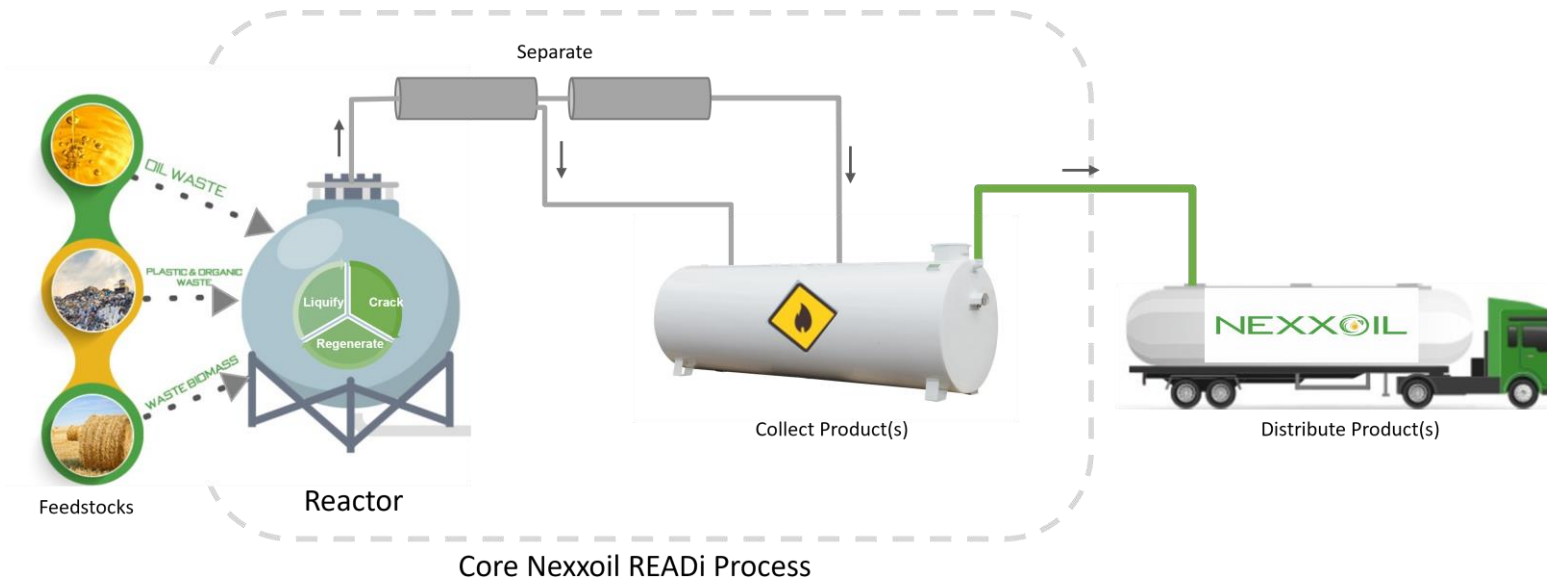 Separate
OIL WASTE
PLASTIC & ORGANIC
WASTE
WASTE BIOMASS
Liquify
Crack
Regenerate
NEXXOIL
Feedstocks
Reactor
Collect Product(s)
Distribute Product(s)
Core Nexxoil READi Process